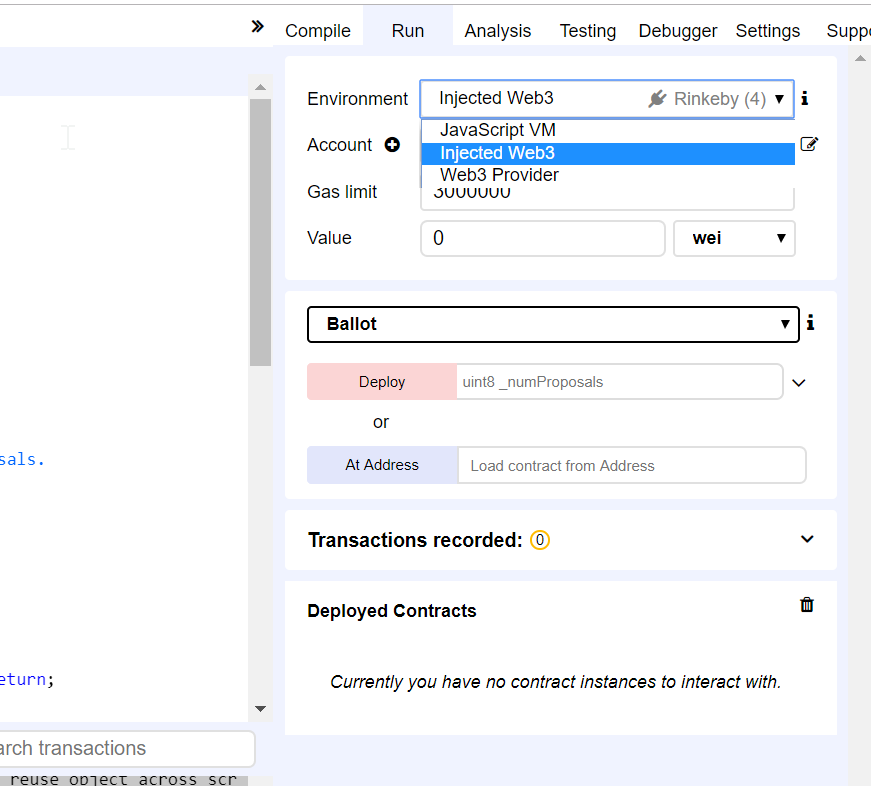 Compile Run Analysis Testing Debugger Settings Suppo
Environment Injected Web3 Rinkeby (4)
JavaScript VM
Account Injected Web3
Web3 Provider
Gas limit 3000000
Value 0 wei
Ballot
Deploy uint8 _numProposals
or
At Address Load contract from Address
sals.
Transactions recorded: 0
Deployed Contracts
eturn;
Currently you have no contract instances to interact with.
arch transactions
reuse object across scr